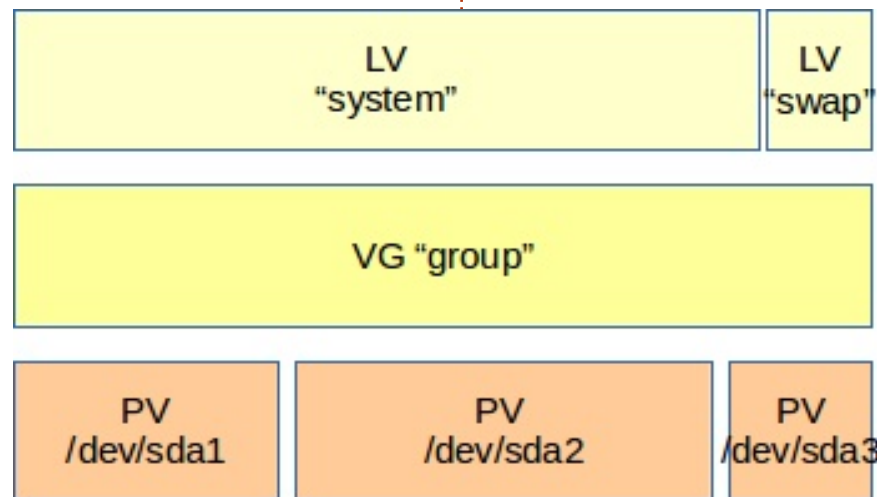 LV
“system”
LV
“swap”
VG “group”
PV
/dev/sda1
PV
/dev/sda2
PV
/dev/sda3